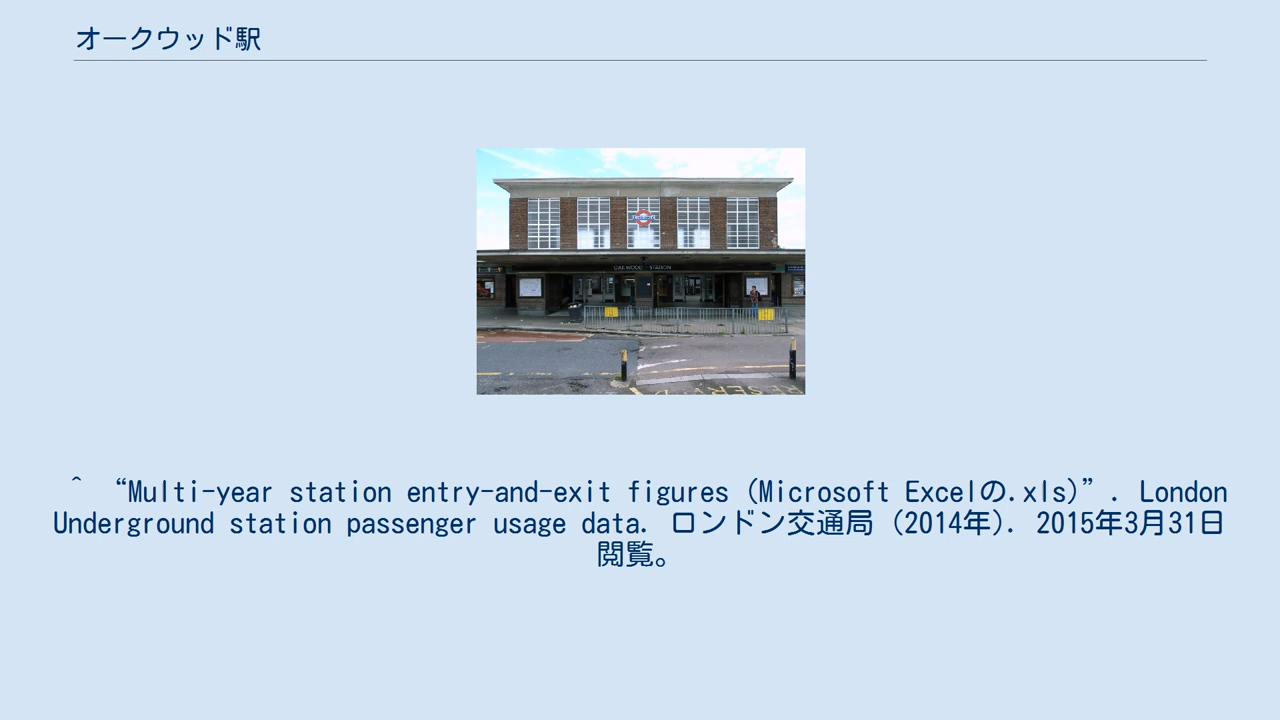 オークウッド駅
OAKWOOD STATION
^ “Multi-year station entry-and-exit figures (Microsoft Excelの.xls)”. London
Underground station passenger usage data. ロンドン交通局 (2014年). 2015年3月31日
閲覧。